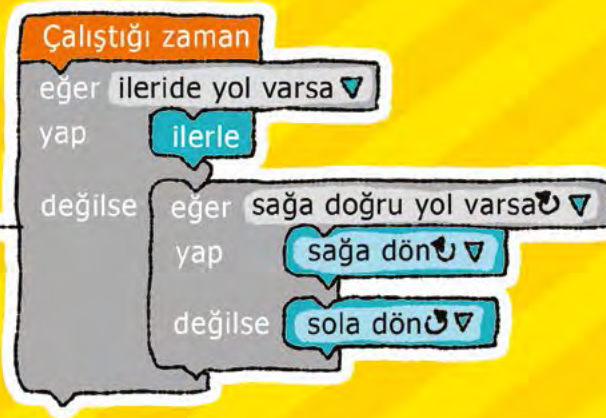 Çalıştığı zaman
eğer ileride yol varsa
yap ilerle
değilse eğer sağa doğru yol varsa
yap sağa dön
değilse sola dön